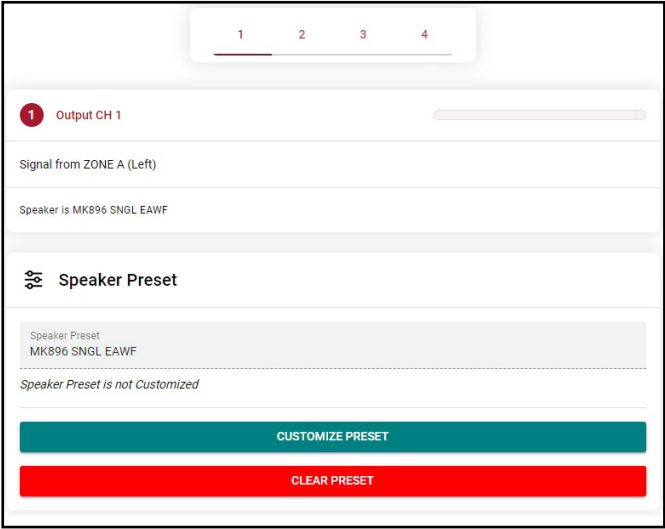 1 2 3 4
1 Output CH 1
Signal from ZONE A (Left)
Speaker is MK896 SNGL EAWF
Speaker Preset
Speaker Preset
MK896 SNGL EAWF
Speaker Preset is not Customized
CUSTOMIZE PRESET
CLEAR PRESET